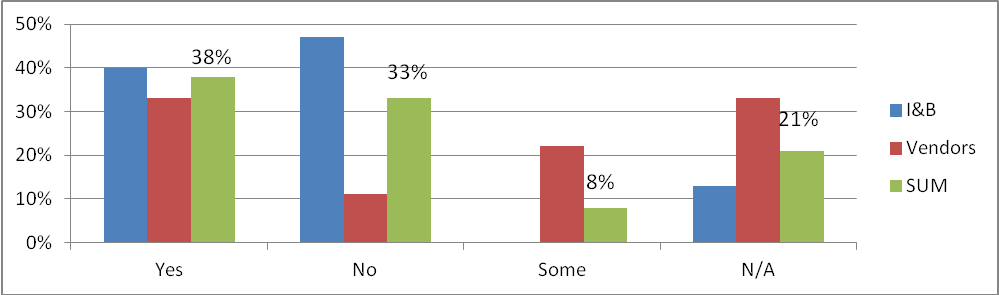 50%
40%
30%
20%
10%
0%
38%
33%
8%
21%
Yes
No
Some
N/A
I&B
Vendors
SUM